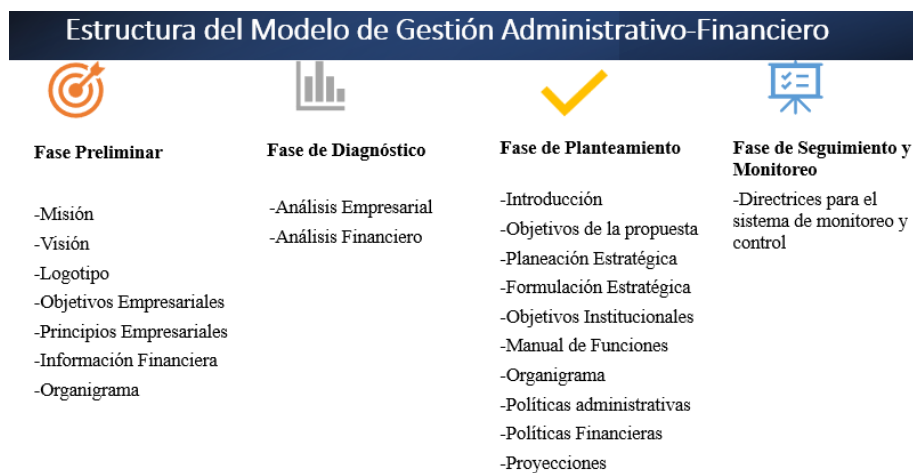 Estructura del Modelo de Gestión Administrativo-Financiero
Fase Preliminar
-Misión
-Visión
-Logotipo
-Objetivos Empresariales
-Principios Empresariales
-Información Financiera
-Organigrama
Fase de Diagnóstico
-Análisis Empresarial
-Análisis Financiero
Fase de Planteamiento
-Introducción
-Objetivos de la propuesta
-Planeación Estratégica
-Formulación Estratégica
-Objetivos Institucionales
-Manual de Funciones
-Organigrama
-Políticas administrativas
-Políticas Financieras
-Proyecciones
Fase de Seguimiento y
Monitoreo
-Directrices para el
sistema de monitoreo y
control